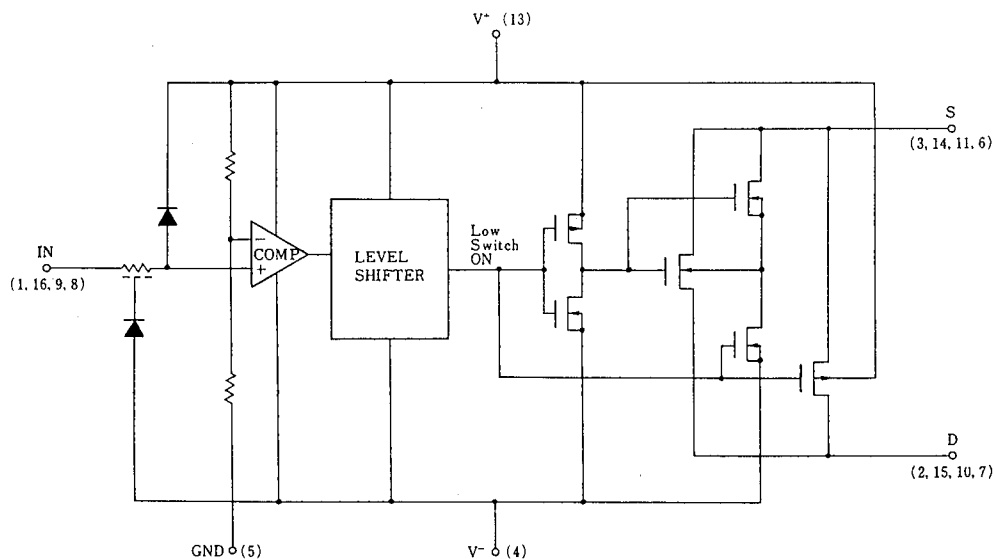 V⁺ (13)
S
(3, 14, 11, 6)
IN
(1, 16, 9, 8)
−
COMP
+
LEVEL
SHIFTER
Low
Switch
ON
D
(2, 15, 10, 7)
GND (5)
V⁻ (4)